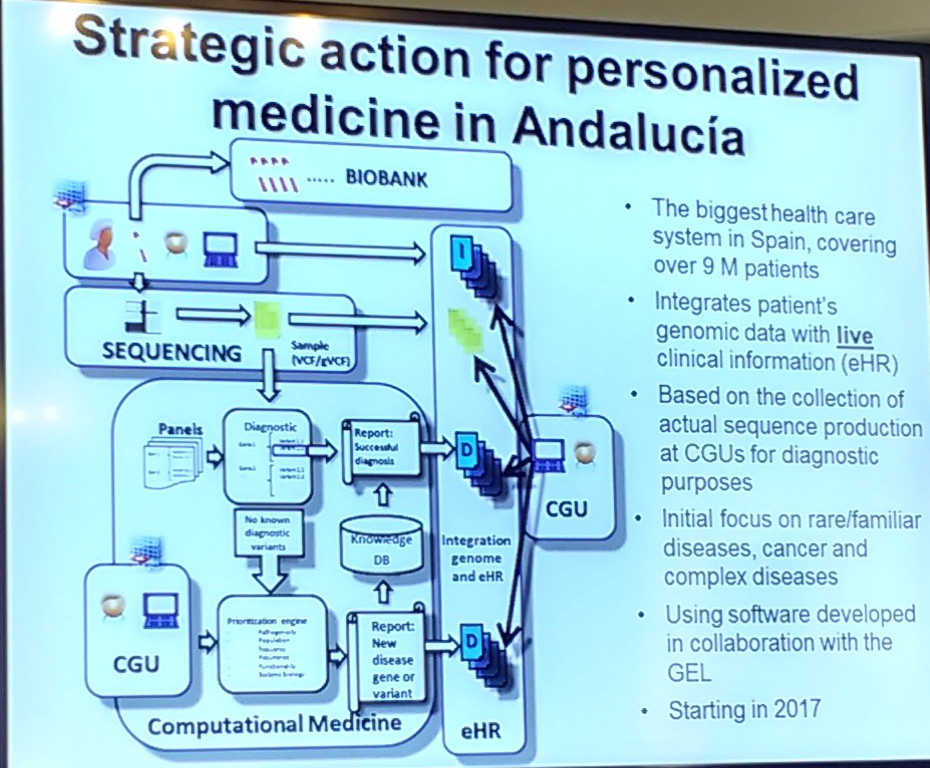 Strategic action for personalized
medicine in Andalucía
BIOBANK
I
SEQUENCING
Sample
(VCF/gVCF)
Panels
Diagnostic
Report:
Successful
diagnosis
D
CGU
No known
diagnostic
variants
Knowledge
DB
Integration
genome
and eHR
CGU
Prioritization engine
Report:
New
disease
gene or
variant
D
Computational Medicine
eHR
• The biggest health care
system in Spain, covering
over 9 M patients
• Integrates patient's
genomic data with live
clinical information (eHR)
• Based on the collection of
actual sequence production
at CGUs for diagnostic
purposes
• Initial focus on rare/familiar
diseases, cancer and
complex diseases
• Using software developed
in collaboration with the
GEL
• Starting in 2017